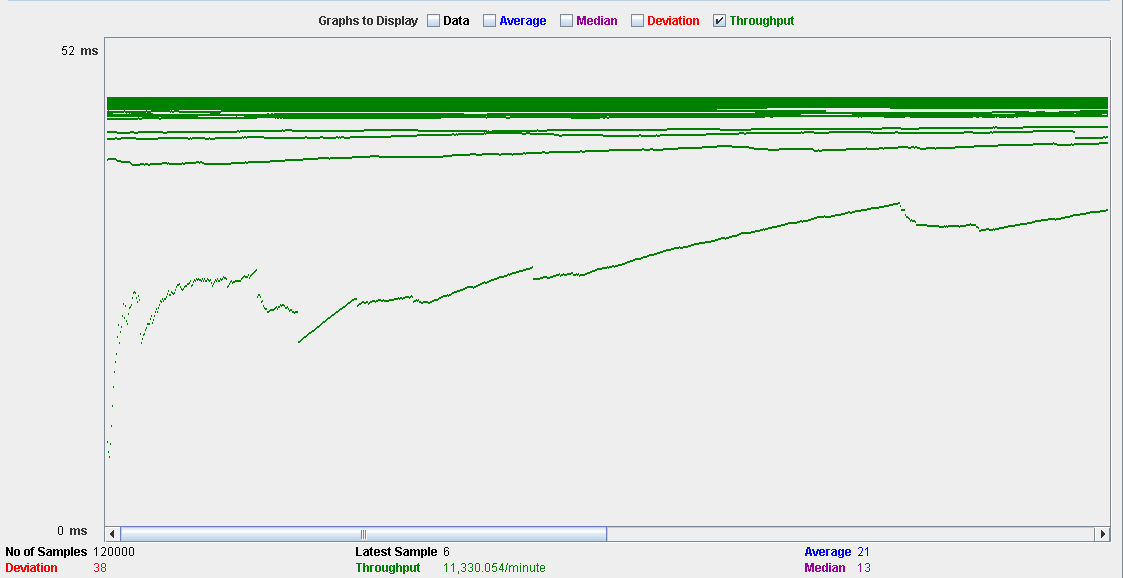 Graphs to Display Data Average Median Deviation Throughput
52 ms
0 ms
No of Samples 120000 Latest Sample 6 Average 21
Deviation 38 Throughput 11,330.054/minute Median 13